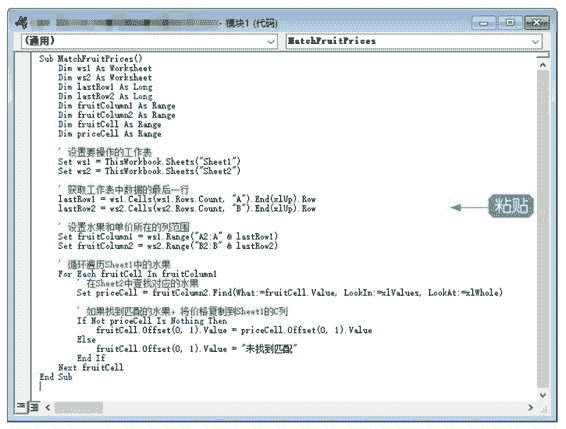 - 模块1 (代码)
(通用)
MatchFruitPrices
Sub MatchFruitPrices()
Dim ws1 As Worksheet
Dim ws2 As Worksheet
Dim lastRow1 As Long
Dim lastRow2 As Long
Dim fruitColumn1 As Range
Dim fruitColumn2 As Range
Dim fruitCell As Range
Dim priceCell As Range
' 设置要操作的工作表
Set ws1 = ThisWorkbook.Sheets("Sheet1")
Set ws2 = ThisWorkbook.Sheets("Sheet2")
' 获取工作表中数据的最后一行
lastRow1 = ws1.Cells(ws1.Rows.Count, "A").End(xlUp).Row
lastRow2 = ws2.Cells(ws2.Rows.Count, "B").End(xlUp).Row
粘贴
' 设置水果和单价所在的列范围
Set fruitColumn1 = ws1.Range("A2:A" & lastRow1)
Set fruitColumn2 = ws2.Range("B2:B" & lastRow2)
' 循环遍历Sheet1中的水果
For Each fruitCell In fruitColumn1
' 在Sheet2中查找对应的水果
Set priceCell = fruitColumn2.Find(What:=fruitCell.Value, LookIn:=xlValues, LookAt:=xlWhole)
' 如果找到匹配的水果，将价格复制到Sheet1的C列
If Not priceCell Is Nothing Then
fruitCell.Offset(0, 1).Value = priceCell.Offset(0, 1).Value
Else
fruitCell.Offset(0, 1).Value = "未找到匹配"
End If
Next fruitCell
End Sub